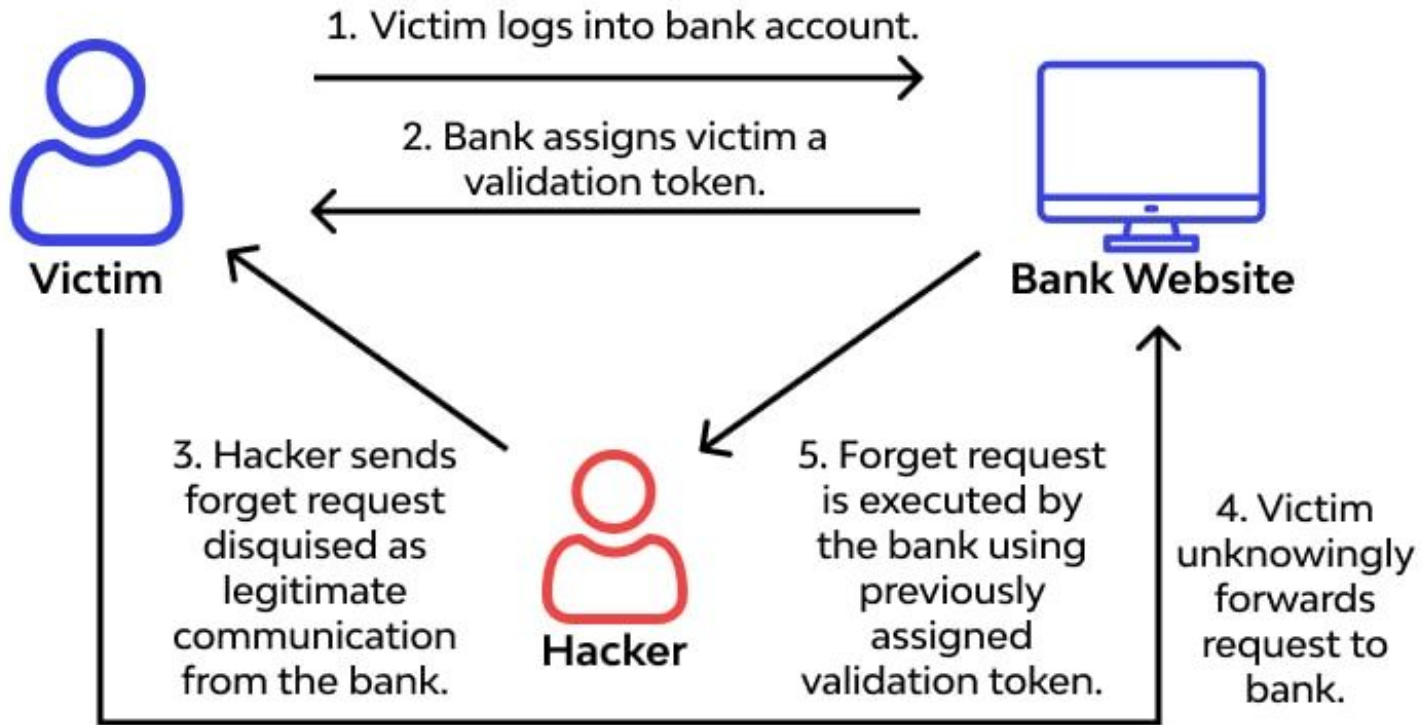 1. Victim logs into bank account.
2. Bank assigns victim a
validation token.
Victim
Bank Website
3. Hacker sends
forget request
disquised as
legitimate
communication
from the bank.
Hacker
5. Forget request
is executed by
the bank using
previously
assigned
validation token.
4. Victim
unknowingly
forwards
request to
bank.